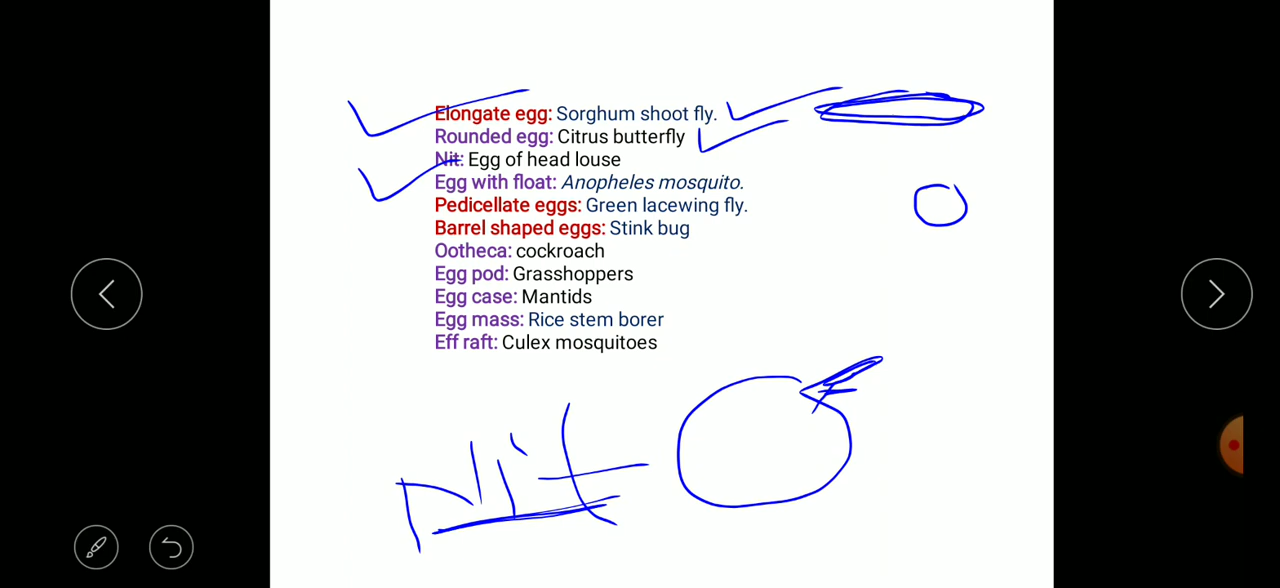 Elongate egg: Sorghum shoot fly.
Rounded egg: Citrus butterfly
Nit: Egg of head louse
Egg with float: Anopheles mosquito.
Pedicellate eggs: Green lacewing fly.
Barrel shaped eggs: Stink bug
Ootheca: cockroach
Egg pod: Grasshoppers
Egg case: Mantids
Egg mass: Rice stem borer
Eff raft: Culex mosquitoes
Nit